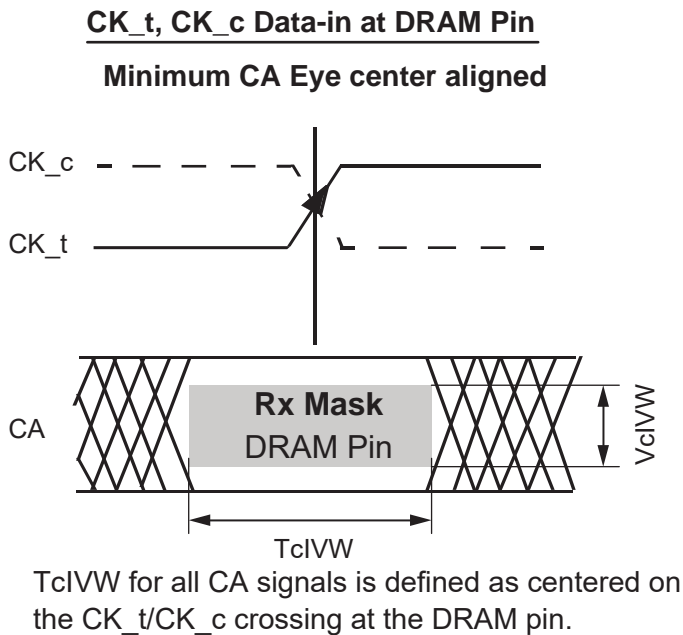 CK_t, CK_c Data-in at DRAM Pin
Minimum CA Eye center aligned
CK_c
CK_t
CA
Rx Mask
DRAM Pin
VcIVW
TcIVW
TcIVW for all CA signals is defined as centered on
the CK_t/CK_c crossing at the DRAM pin.